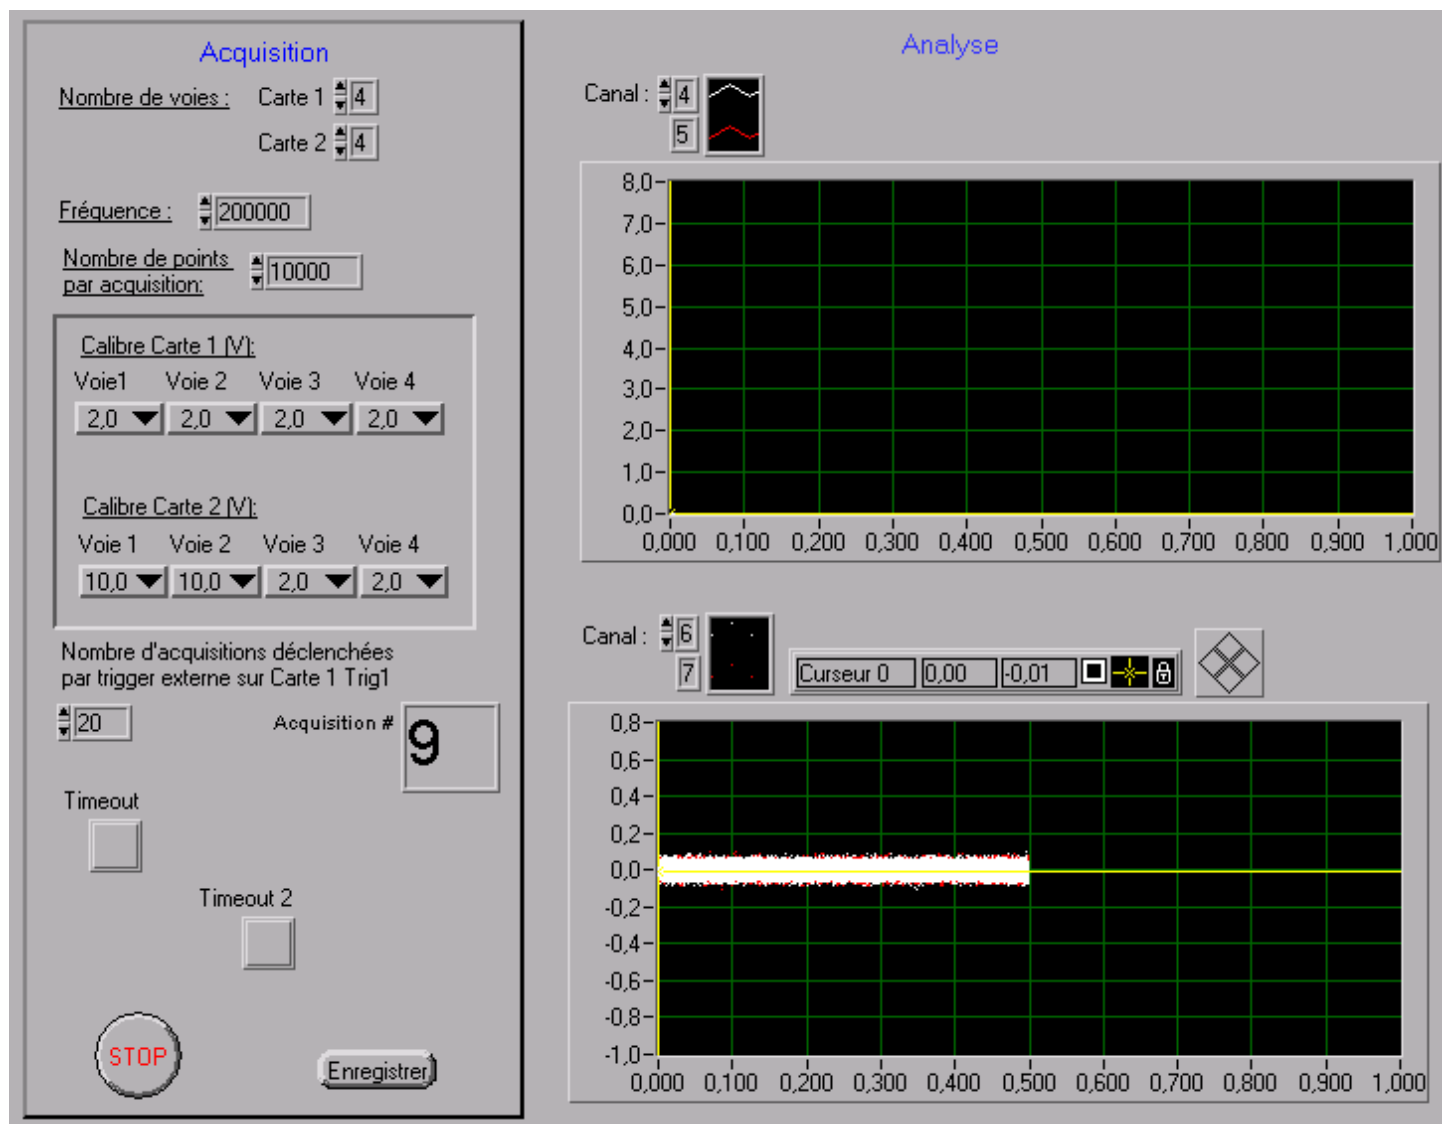 Acquisition
Nombre de voies :
Carte 1 4
Carte 2 4
Fréquence : 200000
Nombre de points
par acquisition:
10000
Calibre Carte 1 (V):
Voie1 Voie 2 Voie 3 Voie 4
2,0 2,0 2,0 2,0
Calibre Carte 2 (V):
Voie 1 Voie 2 Voie 3 Voie 4
10,0 10,0 2,0 2,0
Nombre d'acquisitions déclenchées
par trigger externe sur Carte 1 Trig1
20
Acquisition # 9
Timeout
Timeout 2
STOP
Enregistrer
Analyse
Canal : 4
5
8,0
7,0
6,0
5,0
4,0
3,0
2,0
1,0
0,0
0,000 0,100 0,200 0,300 0,400 0,500 0,600 0,700 0,800 0,900 1,000
Canal : 6
7
Curseur 0 0,00 -0,01
0,8
0,6
0,4
0,2
0,0
-0,2
-0,4
-0,6
-0,8
-1,0
0,000 0,100 0,200 0,300 0,400 0,500 0,600 0,700 0,800 0,900 1,000